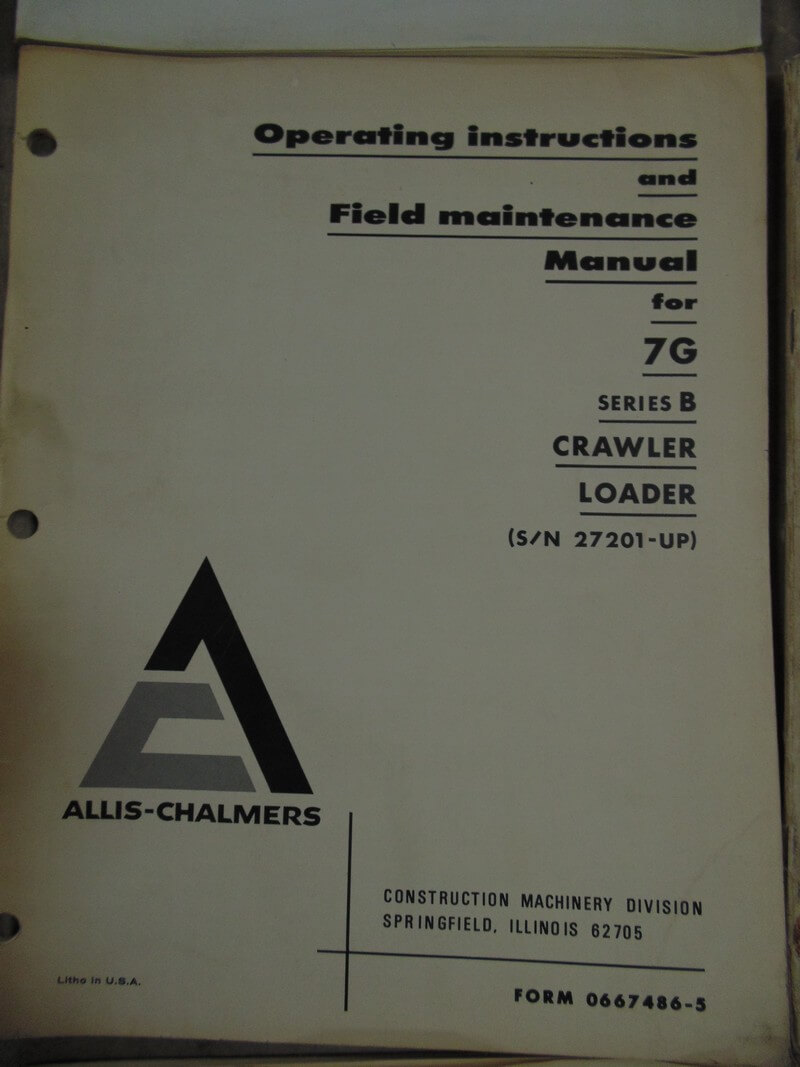 Operating instructions
and
Field maintenance
Manual
for
7G
SERIES B
CRAWLER
LOADER
(S/N 27201-UP)
ALLIS-CHALMERS
CONSTRUCTION MACHINERY DIVISION
SPRINGFIELD, ILLINOIS 62705
Litho in U.S.A.
FORM 0667486-5